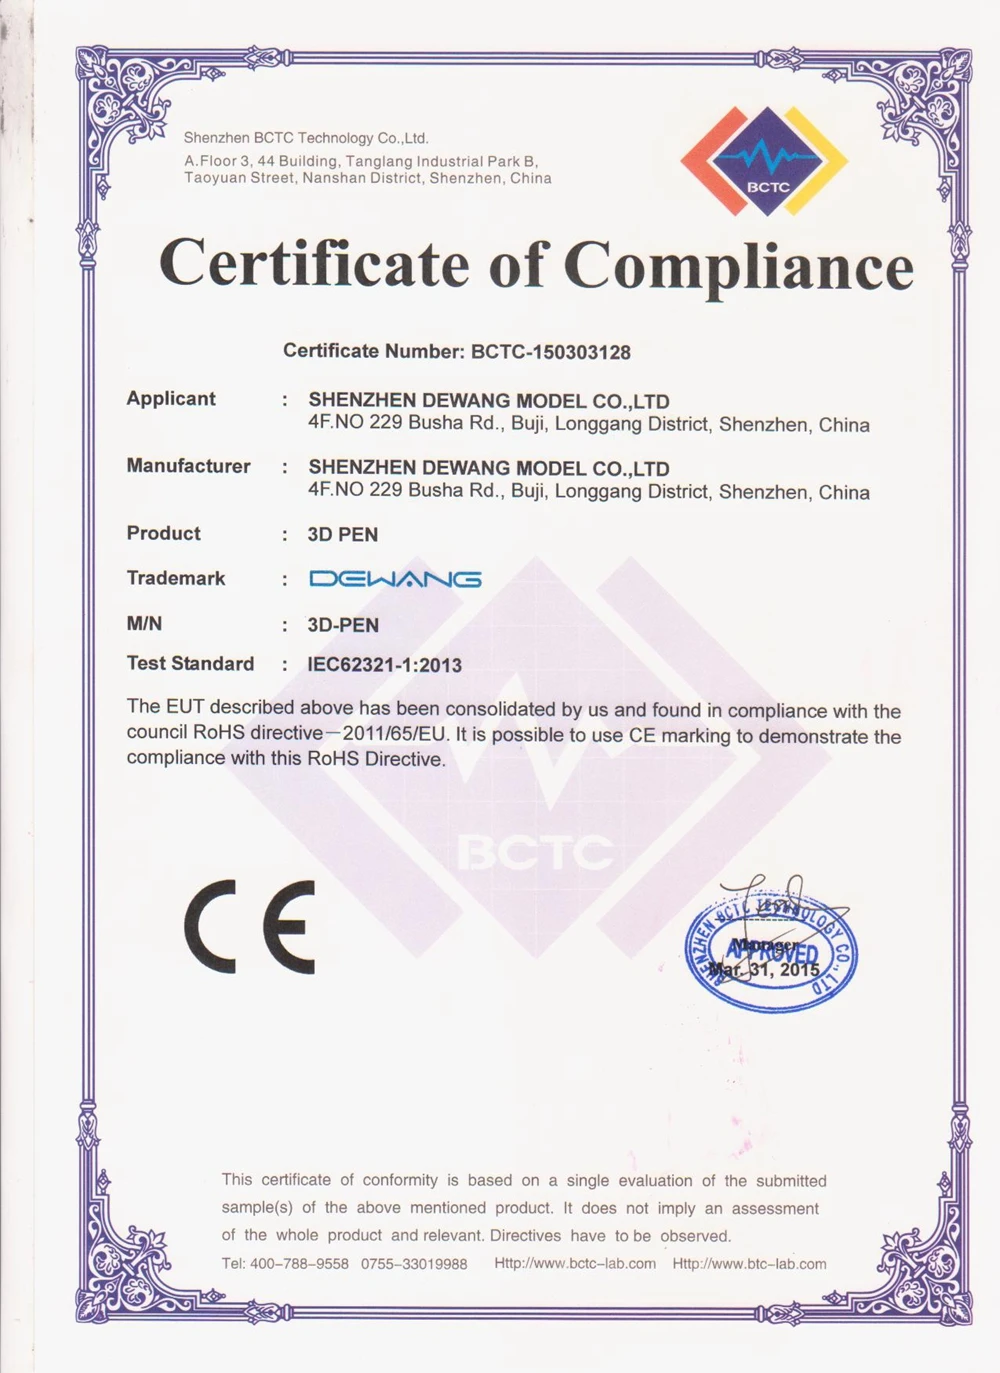 Shenzhen BCTC Technology Co.,Ltd.
A.Floor 3, 44 Building, Tanglang Industrial Park B,
Taoyuan Street, Nanshan District, Shenzhen, China
BCTC
Certificate of Compliance
Certificate Number: BCTC-150303128
Applicant : SHENZHEN DEWANG MODEL CO.,LTD
4F.NO 229 Busha Rd., Buji, Longgang District, Shenzhen, China
Manufacturer : SHENZHEN DEWANG MODEL CO.,LTD
4F.NO 229 Busha Rd., Buji, Longgang District, Shenzhen, China
Product : 3D PEN
Trademark : DEWANG
M/N : 3D-PEN
Test Standard : IEC62321-1:2013
The EUT described above has been consolidated by us and found in compliance with the
council RoHS directive—2011/65/EU. It is possible to use CE marking to demonstrate the
compliance with this RoHS Directive.
BCTC
CE
SHENZHEN BCTC TECHNOLOGY CO., LTD
Manager
APPROVED
Mar. 31, 2015
This certificate of conformity is based on a single evaluation of the submitted
sample(s) of the above mentioned product. It does not imply an assessment
of the whole product and relevant. Directives have to be observed.
Tel: 400-788-9558 0755-33019988 Http://www.bctc-lab.com Http://www.btc-lab.com